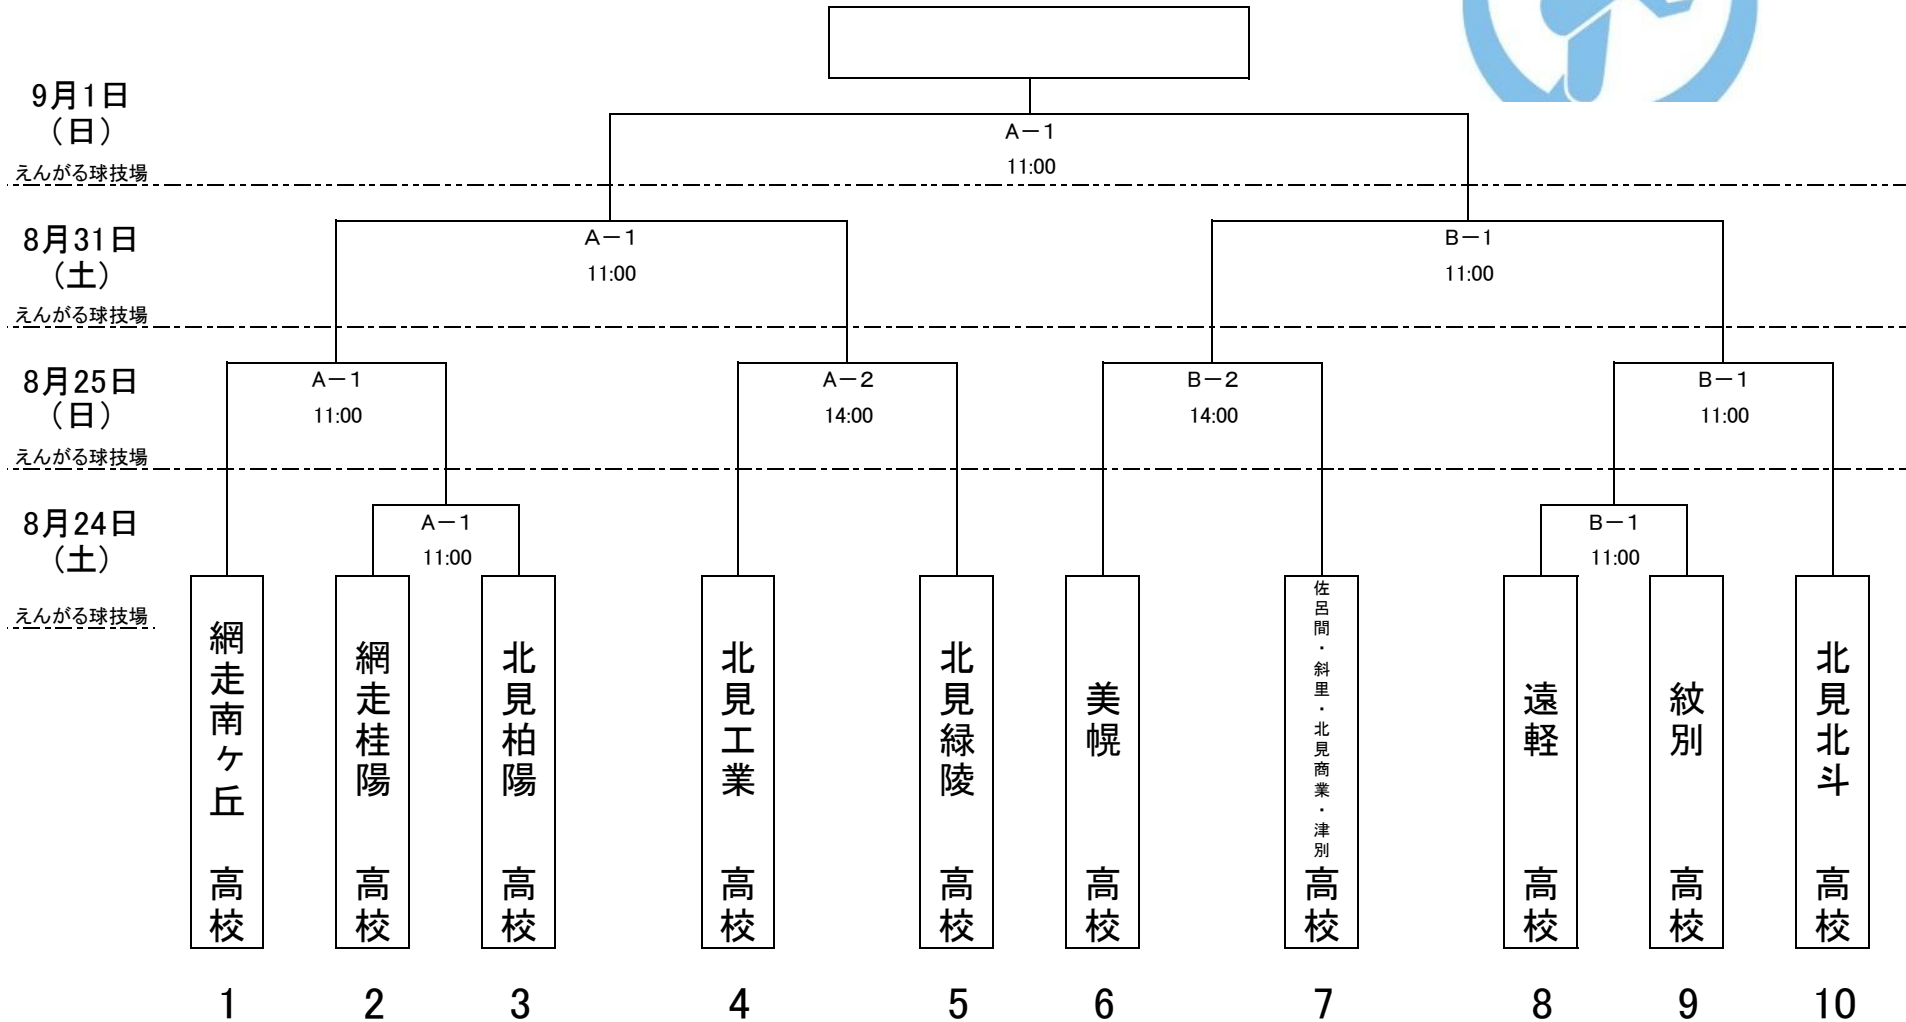 9月1日
（日）
えんがる球技場
A－1
11:00
8月31日
（土）
えんがる球技場
A－1
11:00
B－1
11:00
8月25日
（日）
えんがる球技場
A－1
11:00
A－2
14:00
B－2
14:00
B－1
11:00
8月24日
（土）
えんがる球技場
A－1
11:00
B－1
11:00
網走南ヶ丘 高校
網走桂陽 高校
北見柏陽 高校
北見工業 高校
北見緑陵 高校
美幌 高校
佐呂間・斜里・北見商業・津別 高校
遠軽 高校
紋別 高校
北見北斗 高校
1 2 3 4 5 6 7 8 9 10